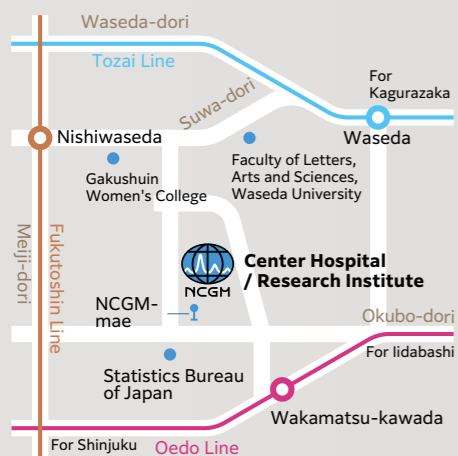 Waseda-dori
Tozai Line
For
Kagurazaka
Suwa-dori
Nishiwaseda
Waseda
Gakushuin
Women's College
Faculty of Letters,
Arts and Sciences,
Waseda University
Meiji-dori
Fukutoshin Line
NCGM
Center Hospital
/ Research Institute
NCGM-
mae
Okubo-dori
For Iidabashi
Statistics Bureau
of Japan
Wakamatsu-kawada
For Shinjuku
Oedo Line